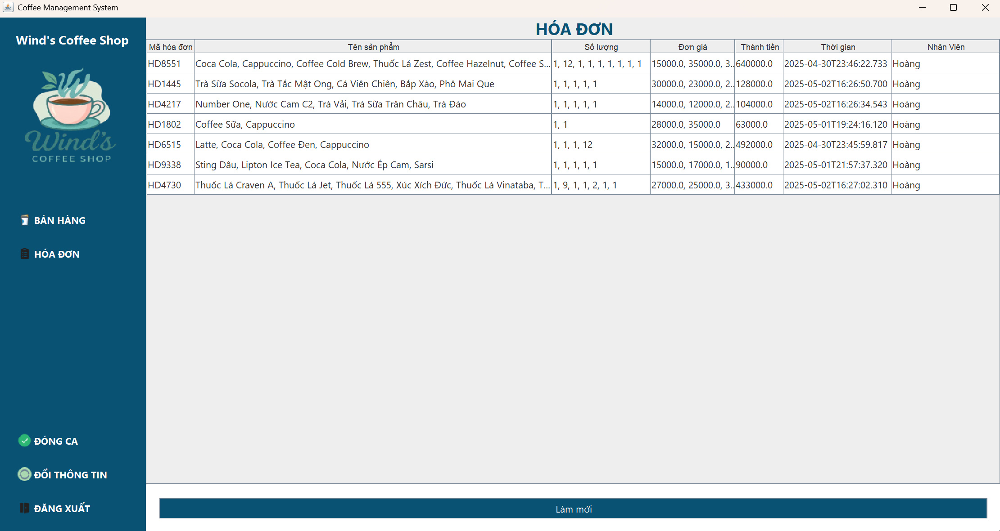 Coffee Management System
Wind's Coffee Shop
Wind's
COFFEE SHOP
BÁN HÀNG
HÓA ĐƠN
ĐÓNG CA
ĐỔI THÔNG TIN
ĐĂNG XUẤT
HÓA ĐƠN
Mã hóa đơn Tên sản phẩm Số lượng Đơn giá Thành tiền Thời gian Nhân Viên
HD8551 Coca Cola, Cappuccino, Coffee Cold Brew, Thuốc Lá Zest, Coffee Hazelnut, Coffee S... 1, 12, 1, 1, 1, 1, 1, 1, 1 15000.0, 35000.0, 3.. 640000.0 2025-04-30T23:46:22.733 Hoàng
HD1445 Trà Sữa Socola, Trà Tắc Mật Ong, Cá Viên Chiên, Bắp Xào, Phô Mai Que 1, 1, 1, 1, 1 30000.0, 23000.0, 2.. 128000.0 2025-05-02T16:26:50.700 Hoàng
HD4217 Number One, Nước Cam C2, Trà Vải, Trà Sữa Trân Châu, Trà Đào 1, 1, 1, 1, 1 14000.0, 12000.0, 2.. 104000.0 2025-05-02T16:26:34.543 Hoàng
HD1802 Coffee Sữa, Cappuccino 1, 1 28000.0, 35000.0 63000.0 2025-05-01T19:24:16.120 Hoàng
HD6515 Latte, Coca Cola, Coffee Đen, Cappuccino 1, 1, 1, 12 32000.0, 15000.0, 2.. 492000.0 2025-04-30T23:45:59.817 Hoàng
HD9338 Sting Dâu, Lipton Ice Tea, Coca Cola, Nước Ép Cam, Sarsi 1, 1, 1, 1, 1 15000.0, 17000.0, 1.. 90000.0 2025-05-01T21:57:37.320 Hoàng
HD4730 Thuốc Lá Craven A, Thuốc Lá Jet, Thuốc Lá 555, Xúc Xích Đức, Thuốc Lá Vinataba, T... 1, 9, 1, 1, 2, 1, 1 27000.0, 25000.0, 3.. 433000.0 2025-05-02T16:27:02.310 Hoàng
Làm mới